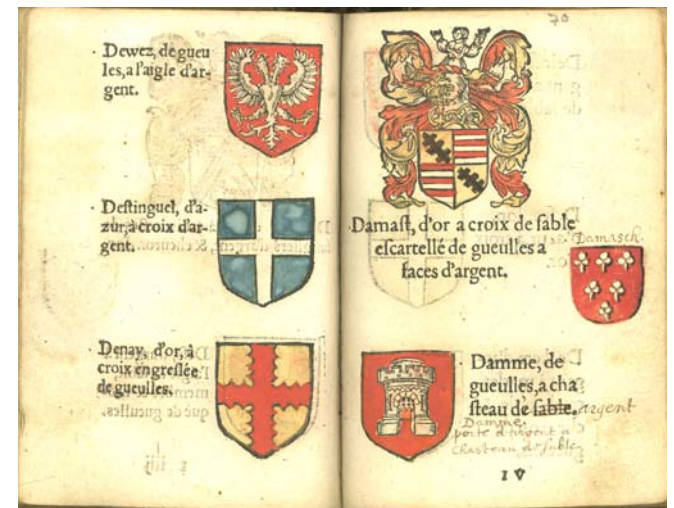 Dewez, de gueu
les, a l'aigle d'ar-
gent.
Destinguel, d'a-
zur, a croix d'ar-
gent.
Denay, d'or, à
croix engreslée
de gueulles.
70
Damast, d'or a croix de sable
escartellé de gueulles a
faces d'argent.
Damasch.
Damme, de
gueulles, a cha
steau de sable. argent
Damme.
porte d'argent a
Chasteau de sable
I V